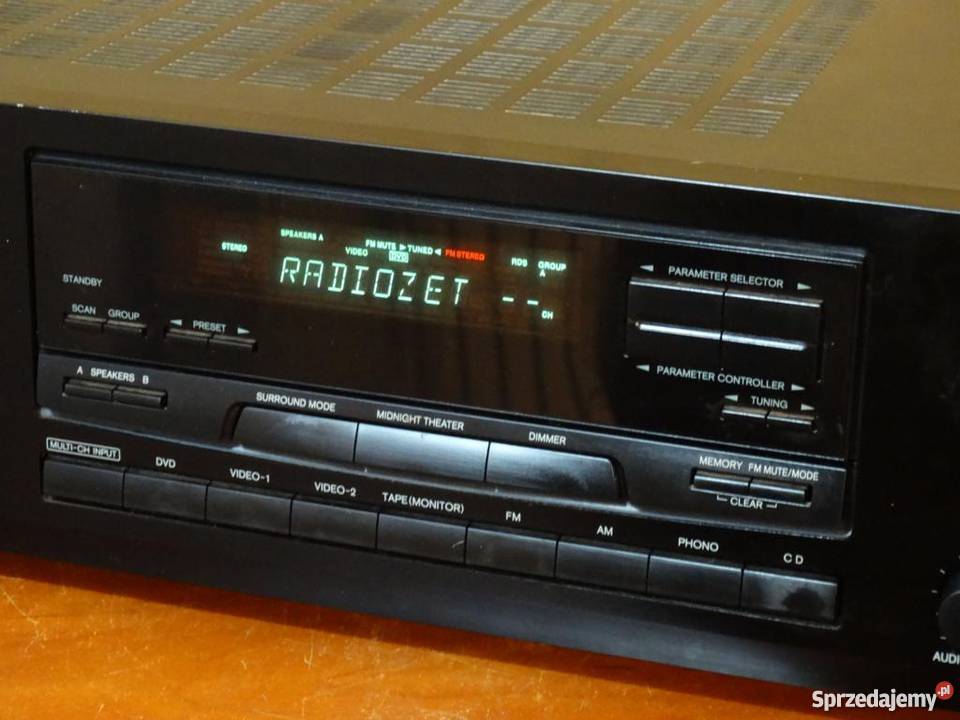 SPEAKERS A
STEREO VIDEO FM MUTE ▶ TUNED ◀ FM STEREO RDS GROUP
DVD A
RADIOZET --
CH
◀ PARAMETER SELECTOR ▶
STANDBY
SCAN GROUP ◀ PRESET ▶
◀ PARAMETER CONTROLLER ▶
A SPEAKERS B
◀ TUNING ▶
SURROUND MODE MIDNIGHT THEATER DIMMER
MEMORY FM MUTE/MODE
CLEAR
MULTI-CH INPUT DVD VIDEO-1 VIDEO-2 TAPE(MONITOR) FM AM PHONO CD
AUDI
Sprzedajemy.pl